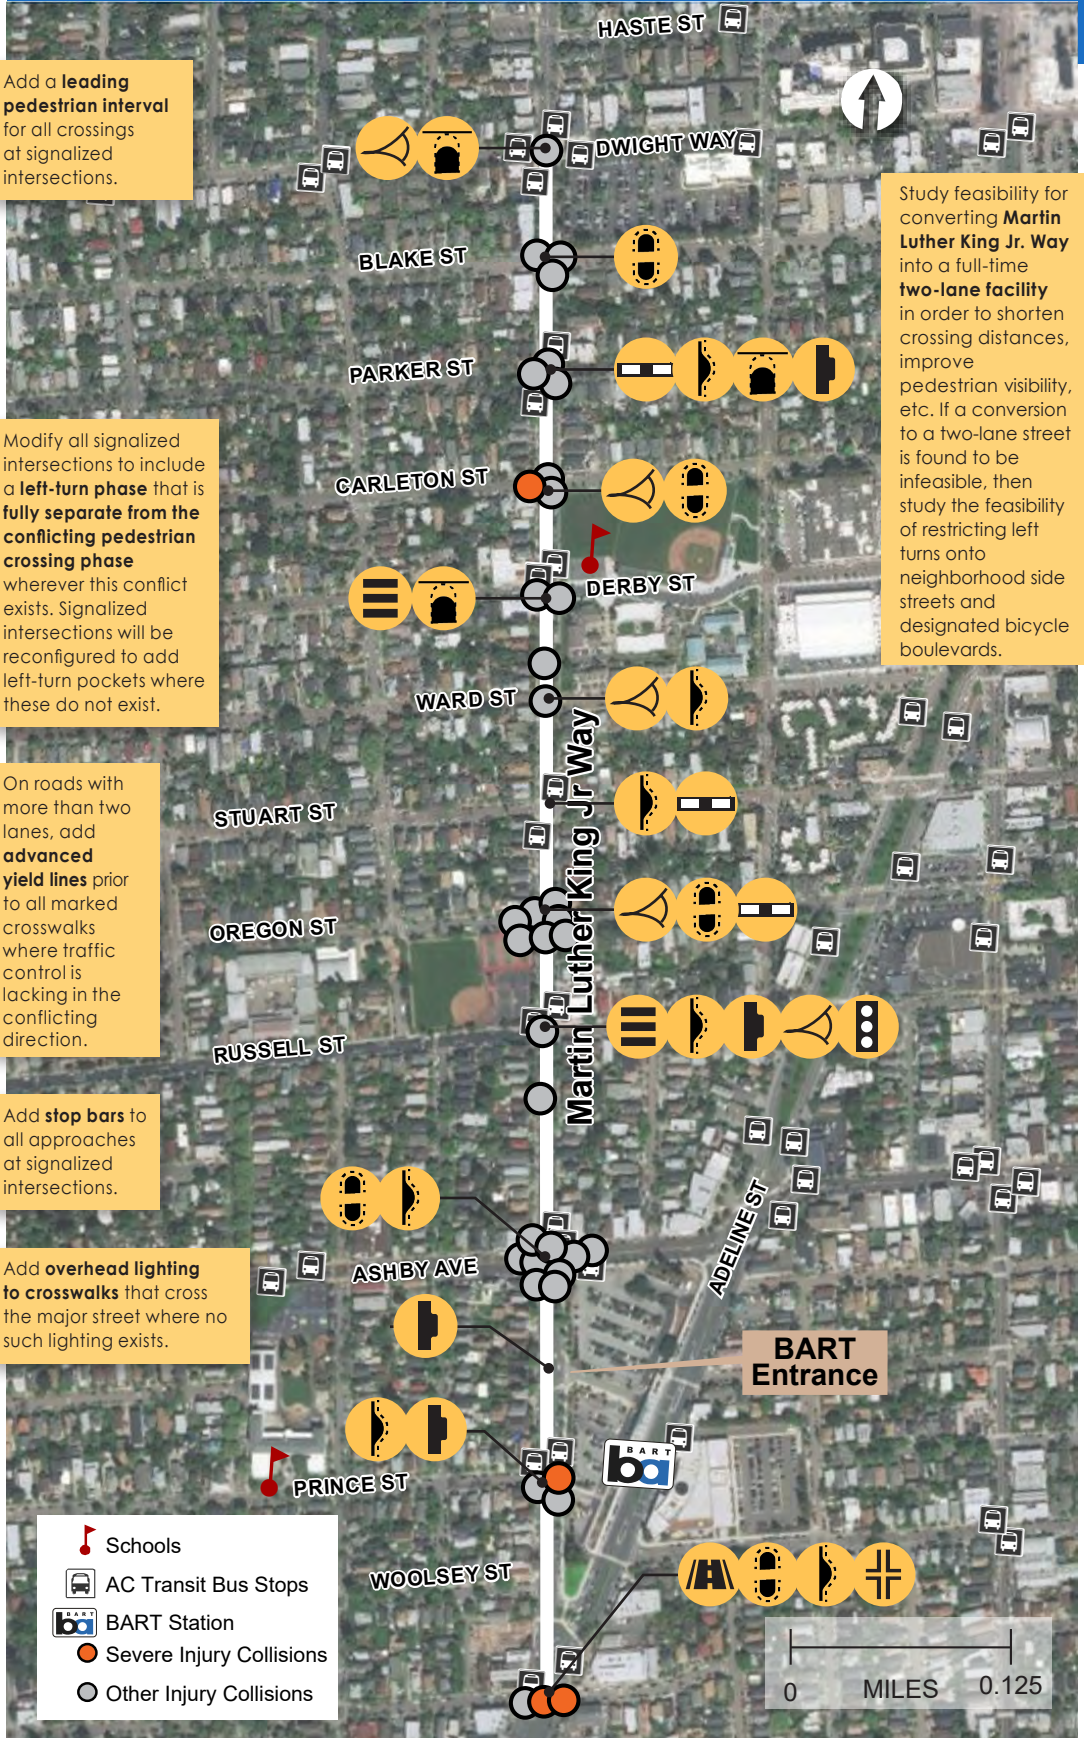 HASTE ST
Add a leading
pedestrian interval
for all crossings
at signalized
intersections.
DWIGHT WAY
Study feasibility for
converting Martin
Luther King Jr. Way
into a full-time
two-lane facility
in order to shorten
crossing distances,
improve
pedestrian visibility,
etc. If a conversion
to a two-lane street
is found to be
infeasible, then
study the feasibility
of restricting left
turns onto
neighborhood side
streets and
designated bicycle
boulevards.
BLAKE ST
PARKER ST
Modify all signalized
intersections to include
a left-turn phase that is
fully separate from the
conflicting pedestrian
crossing phase
wherever this conflict
exists. Signalized
intersections will be
reconfigured to add
left-turn pockets where
these do not exist.
CARLETON ST
DERBY ST
WARD ST
Martin Luther King Jr Way
On roads with
more than two
lanes, add
advanced
yield lines prior
to all marked
crosswalks
where traffic
control is
lacking in the
conflicting
direction.
STUART ST
OREGON ST
RUSSELL ST
Add stop bars to
all approaches
at signalized
intersections.
ADELINE ST
Add overhead lighting
to crosswalks that cross
the major street where no
such lighting exists.
ASHBY AVE
BART
Entrance
BART
ba
PRINCE ST
WOOLSEY ST
Schools
AC Transit Bus Stops
BART
ba
BART Station
Severe Injury Collisions
Other Injury Collisions
0 MILES 0.125